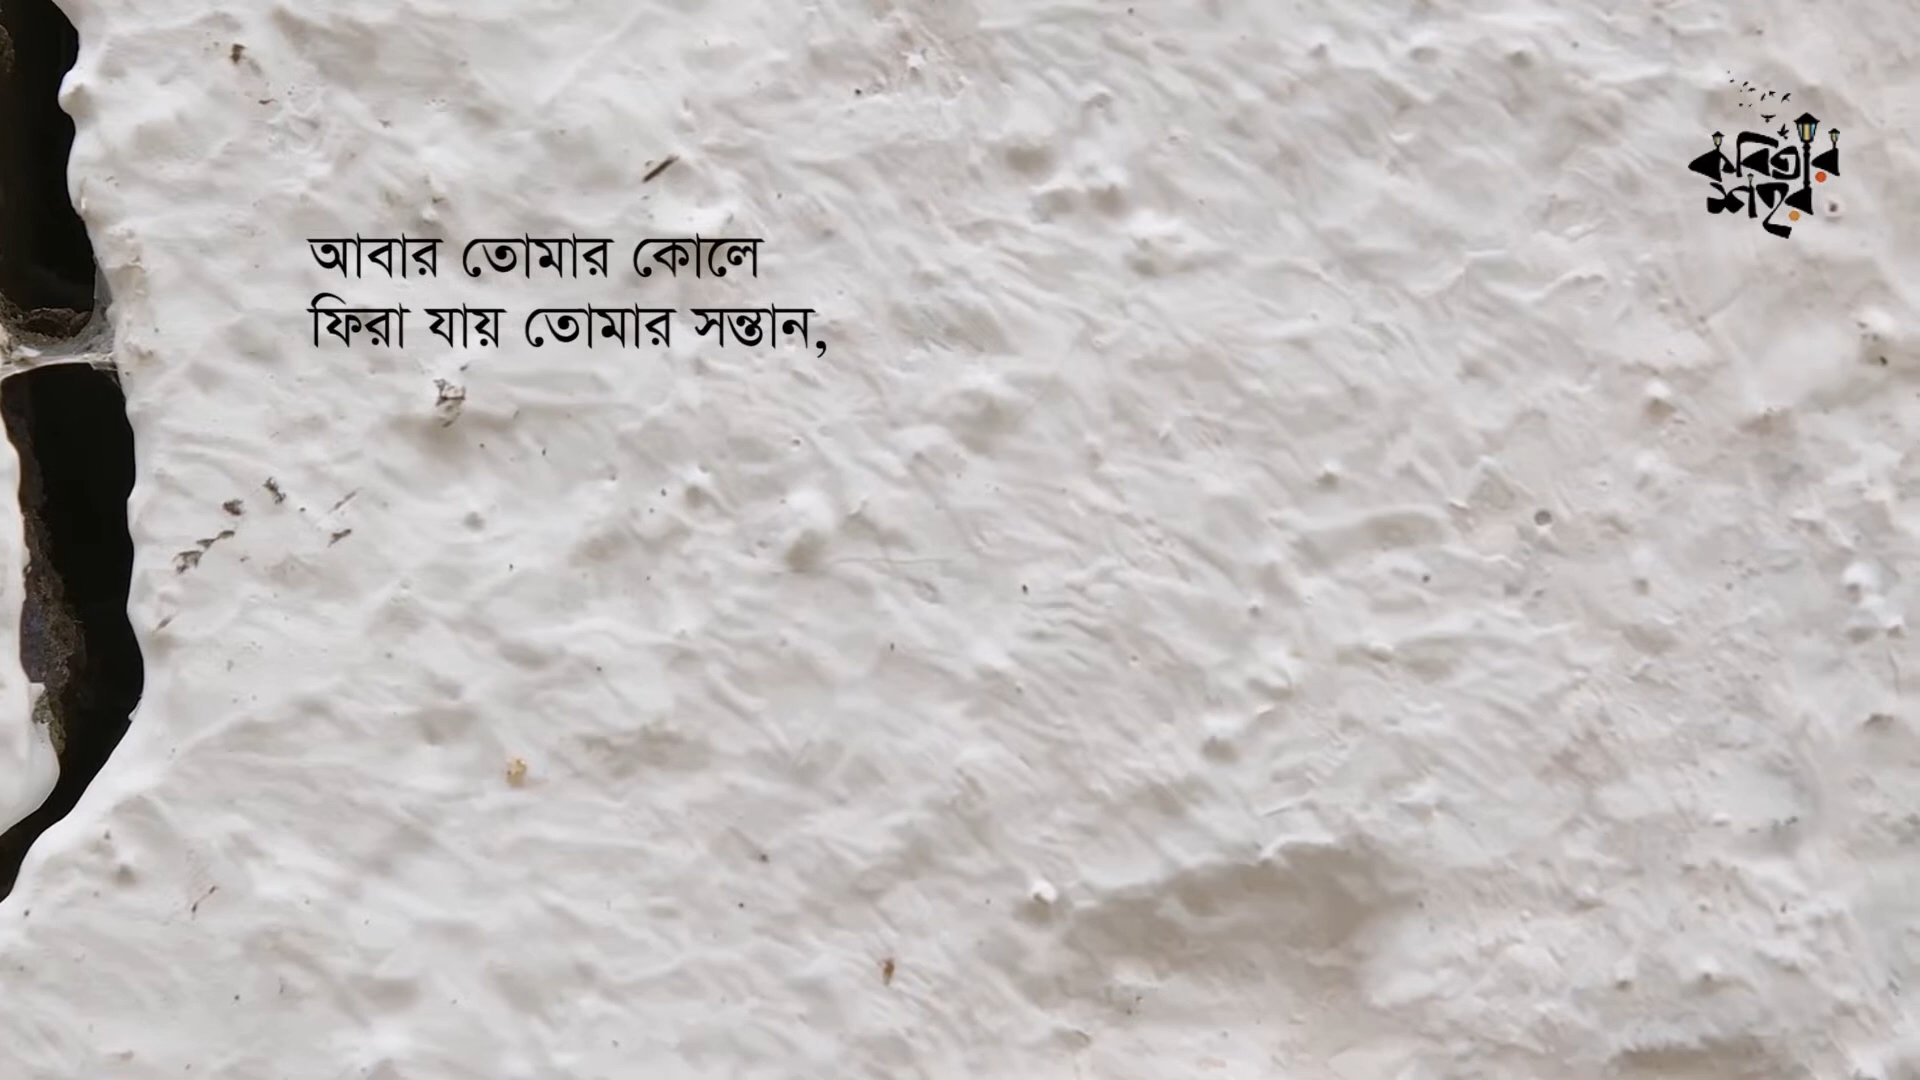 কবিতার
শহর
আবার তোমার কোলে
ফিরা যায় তোমার সন্তান,